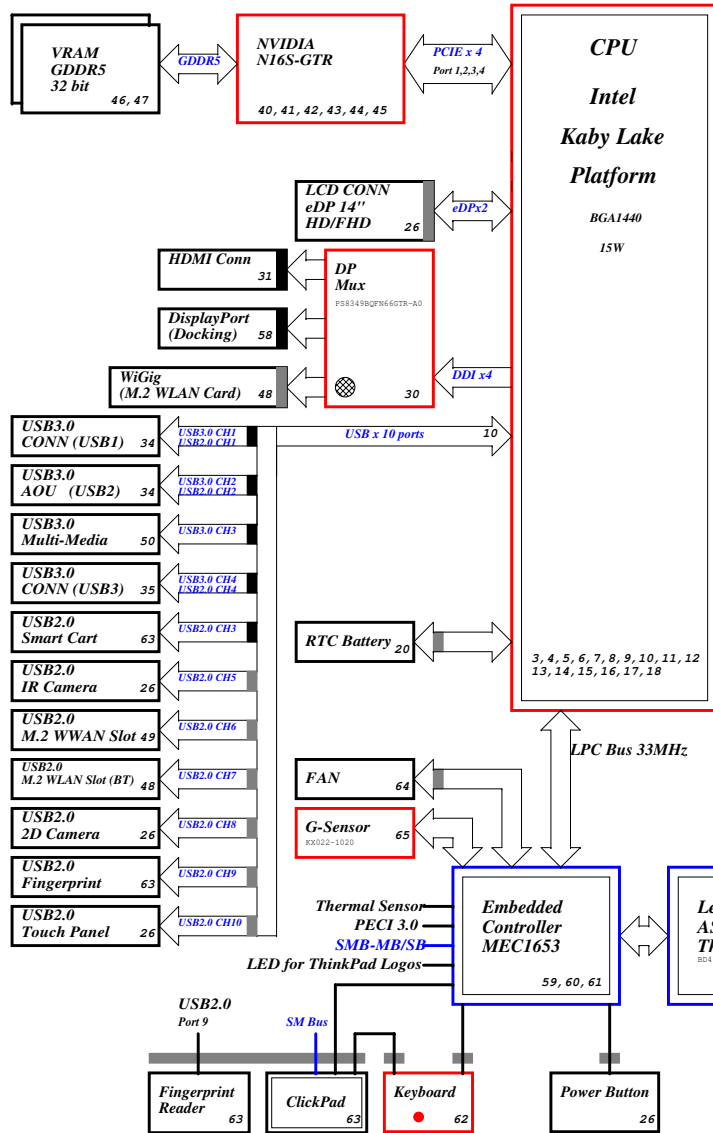 VRAM
GDDR5
32 bit
46, 47
GDDR5
NVIDIA
N16S-GTR
40, 41, 42, 43, 44, 45
PCIE x 4
Port 1,2,3,4
CPU
Intel
Kaby Lake
Platform
BGA1440
15W
3, 4, 5, 6, 7, 8, 9, 10, 11, 12
13, 14, 15, 16, 17, 18
LCD CONN
eDP 14"
HD/FHD
26
eDPx2
HDMI Conn
31
DisplayPort
(Docking)
58
WiGig
(M.2 WLAN Card)
48
DP
Mux
PS8349BQFN66GTR-A0
30
DDI x4
USB3.0
CONN (USB1)
34
USB3.0 CH1
USB2.0 CH1
USB x 10 ports
10
USB3.0
AOU (USB2)
34
USB3.0 CH2
USB2.0 CH2
USB3.0
Multi-Media
50
USB3.0 CH3
USB3.0
CONN (USB3)
35
USB3.0 CH4
USB2.0 CH4
USB2.0
Smart Cart
63
USB2.0 CH3
USB2.0
IR Camera
26
USB2.0 CH5
USB2.0
M.2 WWAN Slot
49
USB2.0 CH6
USB2.0
M.2 WLAN Slot (BT)
48
USB2.0 CH7
USB2.0
2D Camera
26
USB2.0 CH8
USB2.0
Fingerprint
63
USB2.0 CH9
USB2.0
Touch Panel
26
USB2.0 CH10
RTC Battery
20
LPC Bus 33MHz
FAN
64
G-Sensor
KX022-1020
65
Thermal Sensor
PECI 3.0
SMB-MB/SB
LED for ThinkPad Logos
Embedded
Controller
MEC1653
59, 60, 61
Le
AS
Th
BD4
USB2.0
Port 9
SM Bus
Fingerprint
Reader
63
ClickPad
63
Keyboard
62
Power Button
26